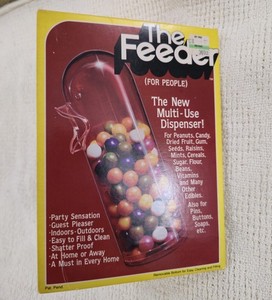 The
Feeder
(FOR PEOPLE)
The New
Multi-Use
Dispenser!
For Peanuts, Candy,
Dried Fruit, Gum,
Seeds, Raisins,
Mints, Cereals,
Sugar, Flour,
Beans,
Vitamins
and Many
Other
Edibles.
Also for
Pins,
Buttons,
Snaps,
etc.
·Party Sensation
·Guest Pleaser
·Indoors-Outdoors
·Easy to Fill & Clean
·Shatter Proof
·At Home or Away
·A Must in Every Home
Pat. Pend.